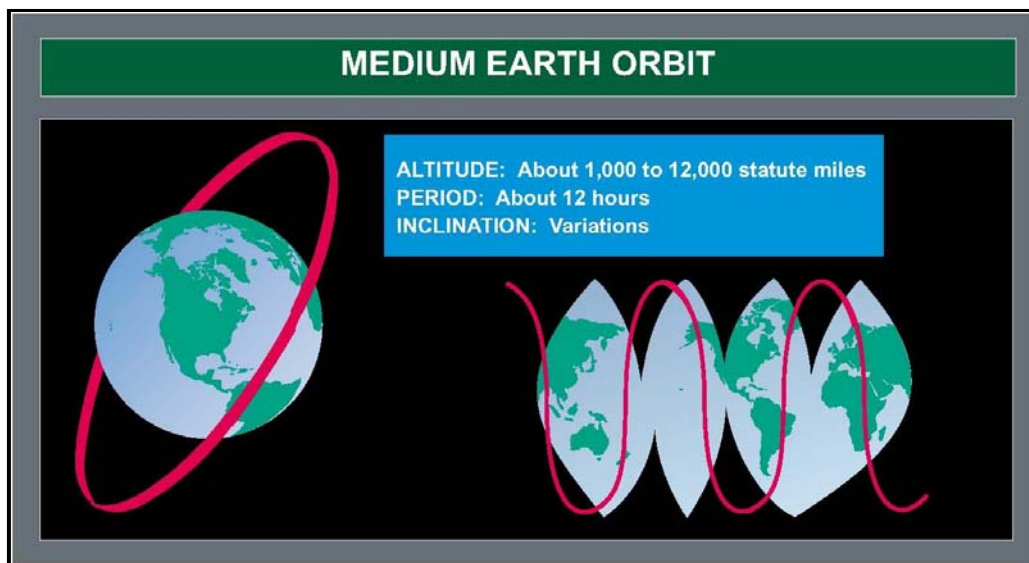 MEDIUM EARTH ORBIT
ALTITUDE: About 1,000 to 12,000 statute miles
PERIOD: About 12 hours
INCLINATION: Variations